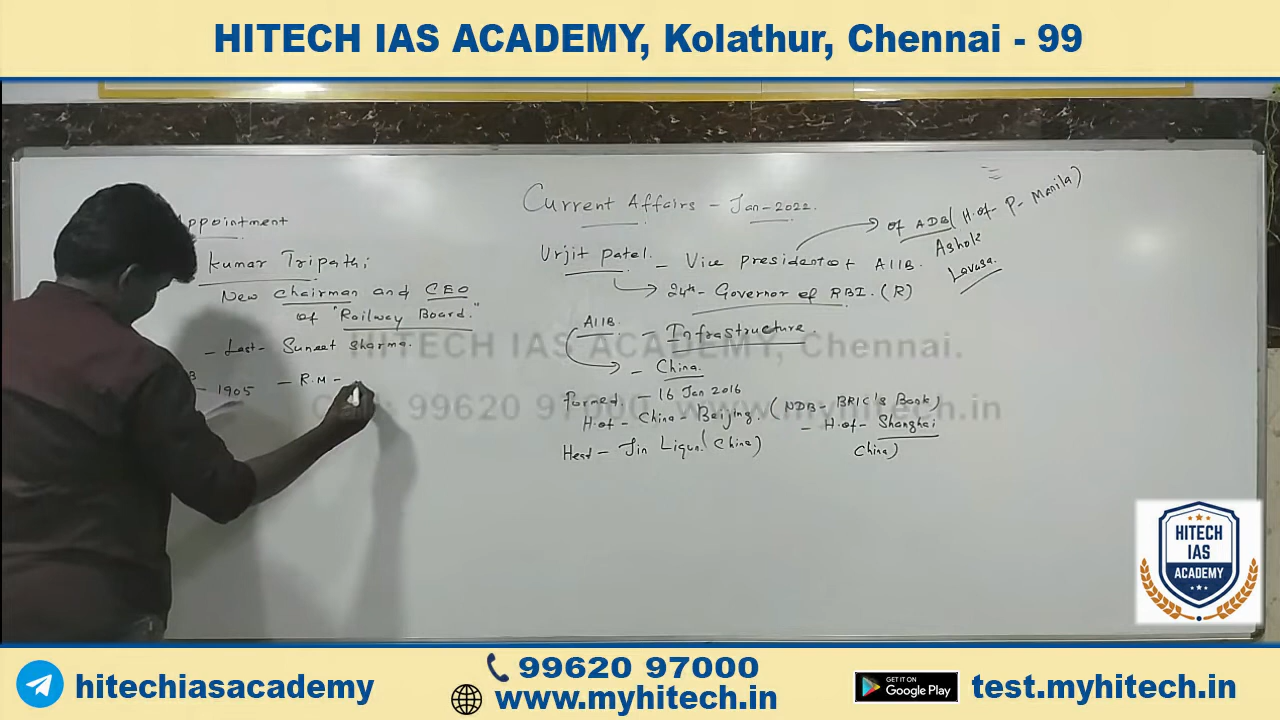 HITECH IAS ACADEMY, Kolathur, Chennai - 99
Current Affairs - Jan-2022.
ppointment
kumar Tripathi
New Chairman and CEO
of "Railway Board."
- Last - Suneet Sharma.
B - 1905 - R.M -
Urjit Patel. - Vice president of AIIB.
of ADB (H.of - P- Manila)
Ashok
Lavasa.
24th - Governor of RBI. (R)
AIIB. - Infrastructure.
- China.
Formed. - 16 Jan 2016
H.of - China - Beijing. (NDB - BRIC's Bank)
- H.of - Shanghai
China)
Head - Jin Liqun. (China)
HITECH IAS ACADEMY, Chennai.
Call: 99620 97000, www.myhitech.in
HITECH
IAS
ACADEMY
hitechiasacademy
99620 97000
www.myhitech.in
GET IT ON
Google Play
test.myhitech.in